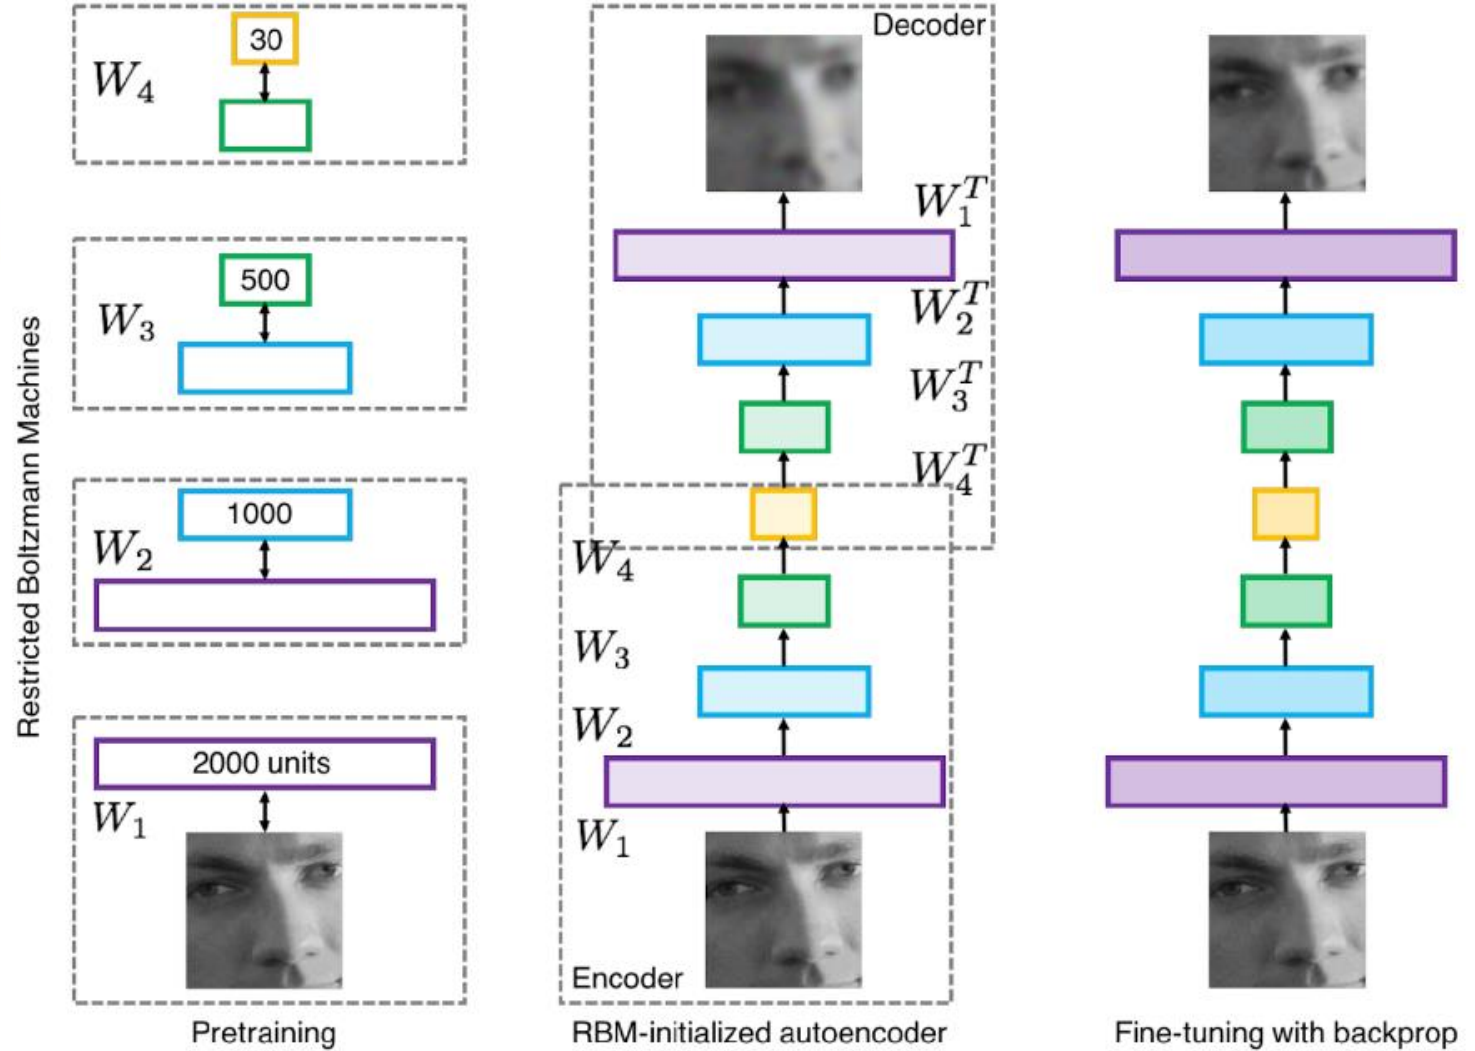 Restricted Boltzmann Machines
30
W₄
500
W₃
1000
W₂
2000 units
W₁
Pretraining
Decoder
W₁ᵀ
W₂ᵀ
W₃ᵀ
W₄ᵀ
W₄
W₃
W₂
W₁
Encoder
RBM-initialized autoencoder
Fine-tuning with backprop